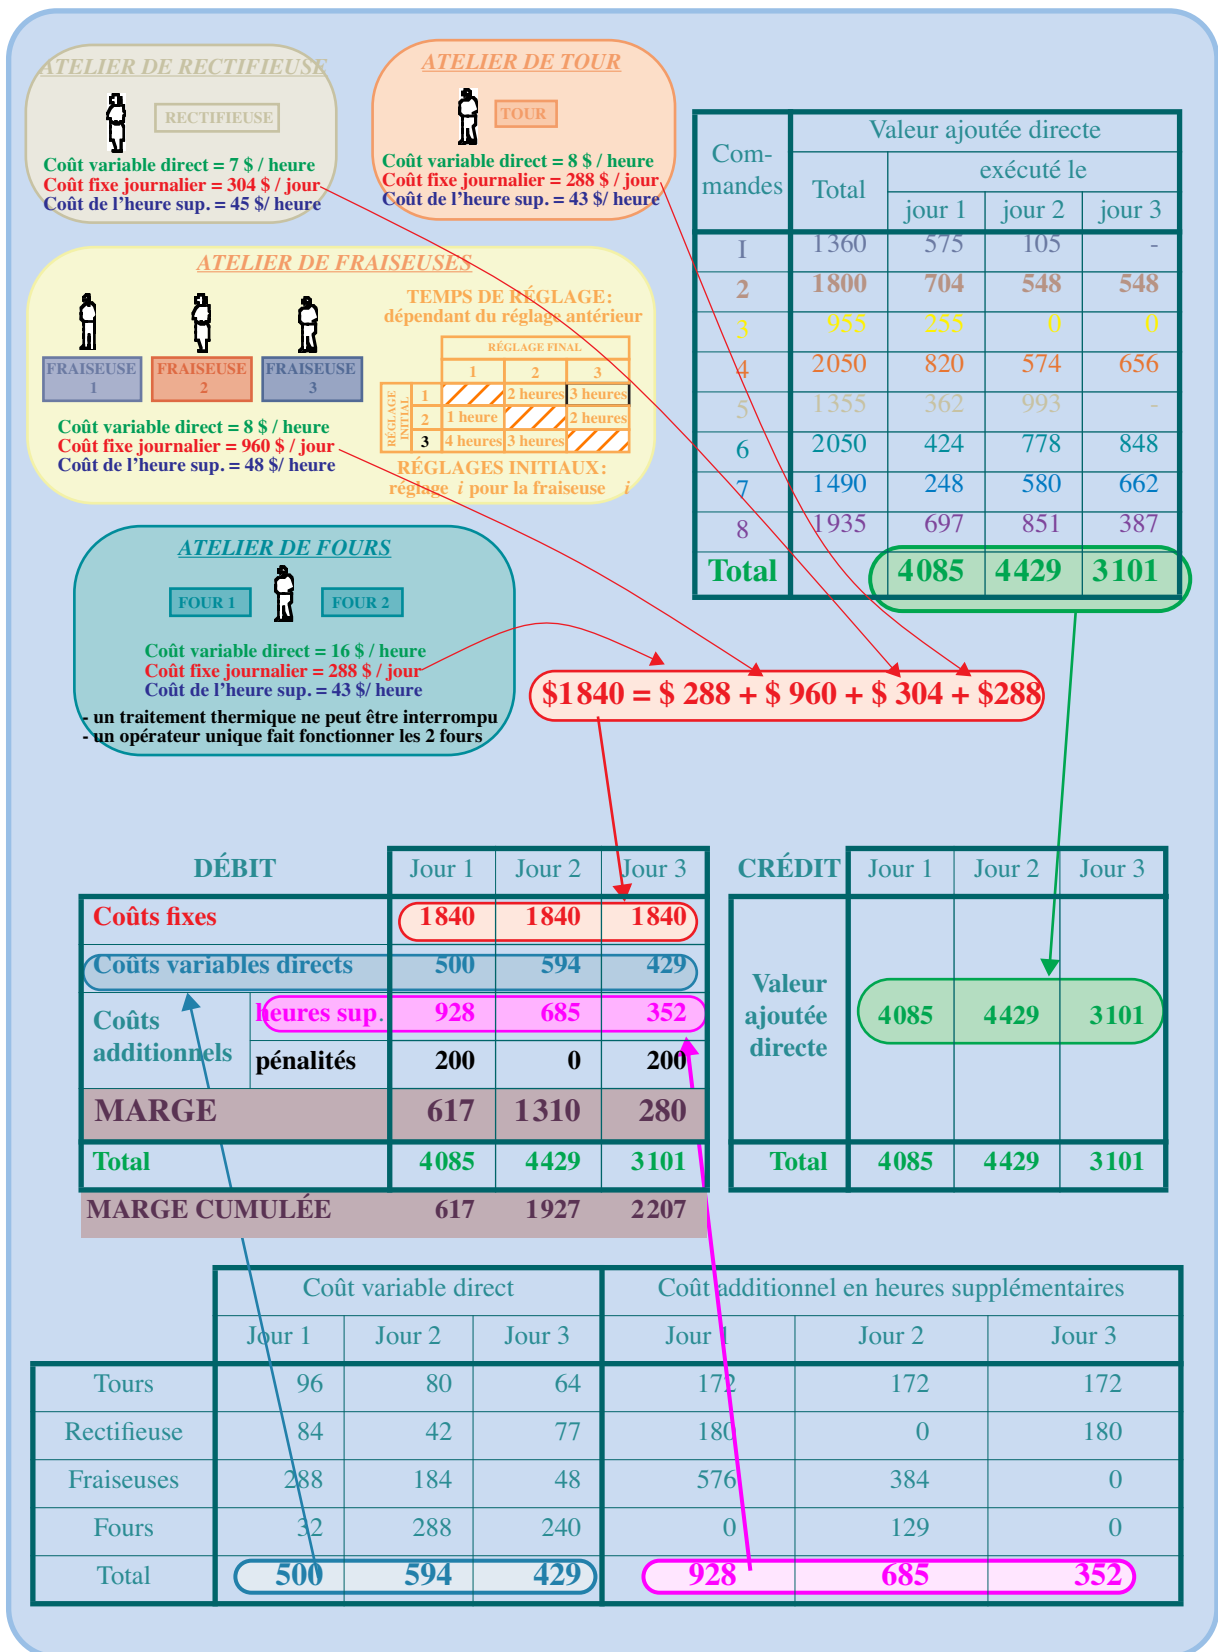 ATELIER DE RECTIFIEUSE
RECTIFIEUSE
Coût variable direct = 7 $ / heure
Coût fixe journalier = 304 $ / jour
Coût de l'heure sup. = 45 $/ heure
ATELIER DE TOUR
TOUR
Coût variable direct = 8 $ / heure
Coût fixe journalier = 288 $ / jour
Coût de l'heure sup. = 43 $/ heure
ATELIER DE FRAISEUSES
FRAISEUSE 1
FRAISEUSE 2
FRAISEUSE 3
Coût variable direct = 8 $ / heure
Coût fixe journalier = 960 $ / jour
Coût de l'heure sup. = 48 $/ heure
TEMPS DE RÉGLAGE:
dépendant du réglage antérieur
RÉGLAGE FINAL
1 2 3
RÉGLAGE INITIAL
1 2 heures 3 heures
2 1 heure 2 heures
3 4 heures 3 heures
RÉGLAGES INITIAUX:
réglage i pour la fraiseuse i
ATELIER DE FOURS
FOUR 1 FOUR 2
Coût variable direct = 16 $ / heure
Coût fixe journalier = 288 $ / jour
Coût de l'heure sup. = 43 $/ heure
- un traitement thermique ne peut être interrompu
- un opérateur unique fait fonctionner les 2 fours
Com-
mandes
Valeur ajoutée directe
Total
exécuté le
jour 1 jour 2 jour 3
1 1360 575 105 -
2 1800 704 548 548
3 955 255 0 0
4 2050 820 574 656
5 1355 362 993 -
6 2050 424 778 848
7 1490 248 580 662
8 1935 697 851 387
Total 4085 4429 3101
$1840 = $ 288 + $ 960 + $ 304 + $288
DÉBIT Jour 1 Jour 2 Jour 3
Coûts fixes 1840 1840 1840
Coûts variables directs 500 594 429
Coûts
additionnels
heures sup. 928 685 352
pénalités 200 0 200
MARGE 617 1310 280
Total 4085 4429 3101
MARGE CUMULÉE 617 1927 2207
CRÉDIT Jour 1 Jour 2 Jour 3
Valeur
ajoutée
directe
4085 4429 3101
Total 4085 4429 3101
Coût variable direct Coût additionnel en heures supplémentaires
Jour 1 Jour 2 Jour 3 Jour 1 Jour 2 Jour 3
Tours 96 80 64 172 172 172
Rectifieuse 84 42 77 180 0 180
Fraiseuses 288 184 48 576 384 0
Fours 32 288 240 0 129 0
Total 500 594 429 928 685 352